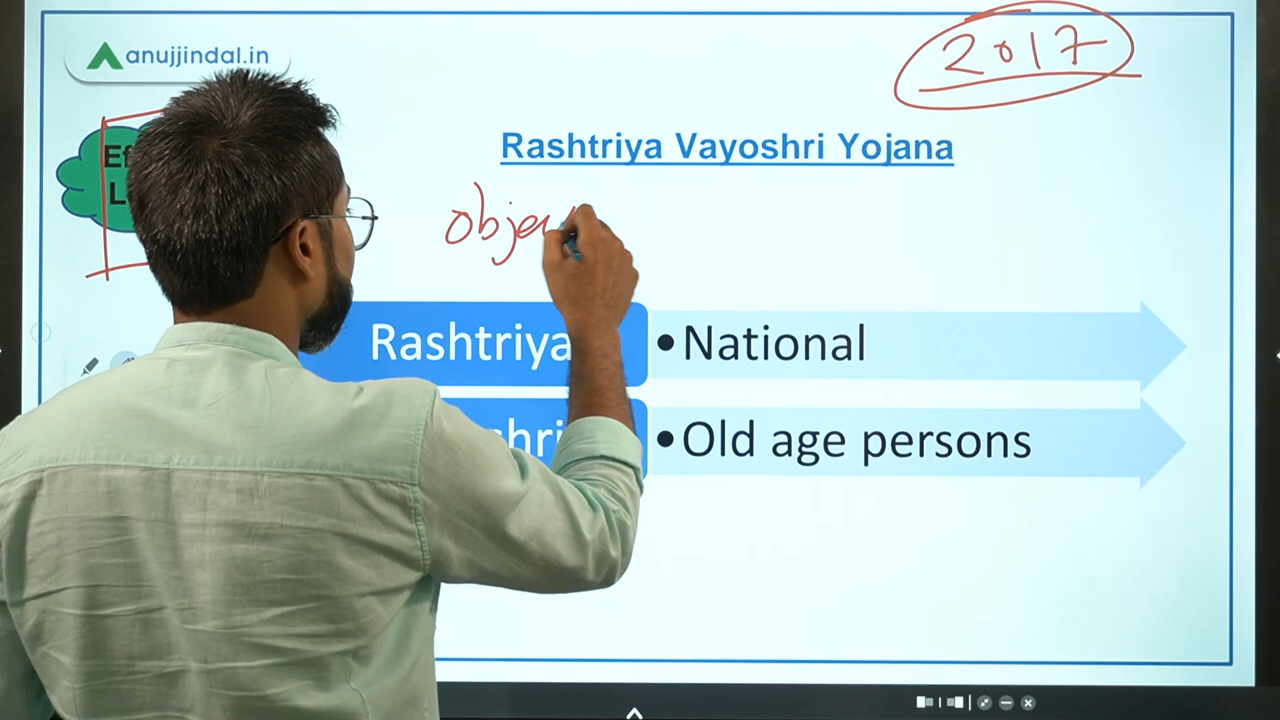 anujjindal.in
2017
Rashtriya Vayoshri Yojana
Rashtriya
•National
•Old age persons